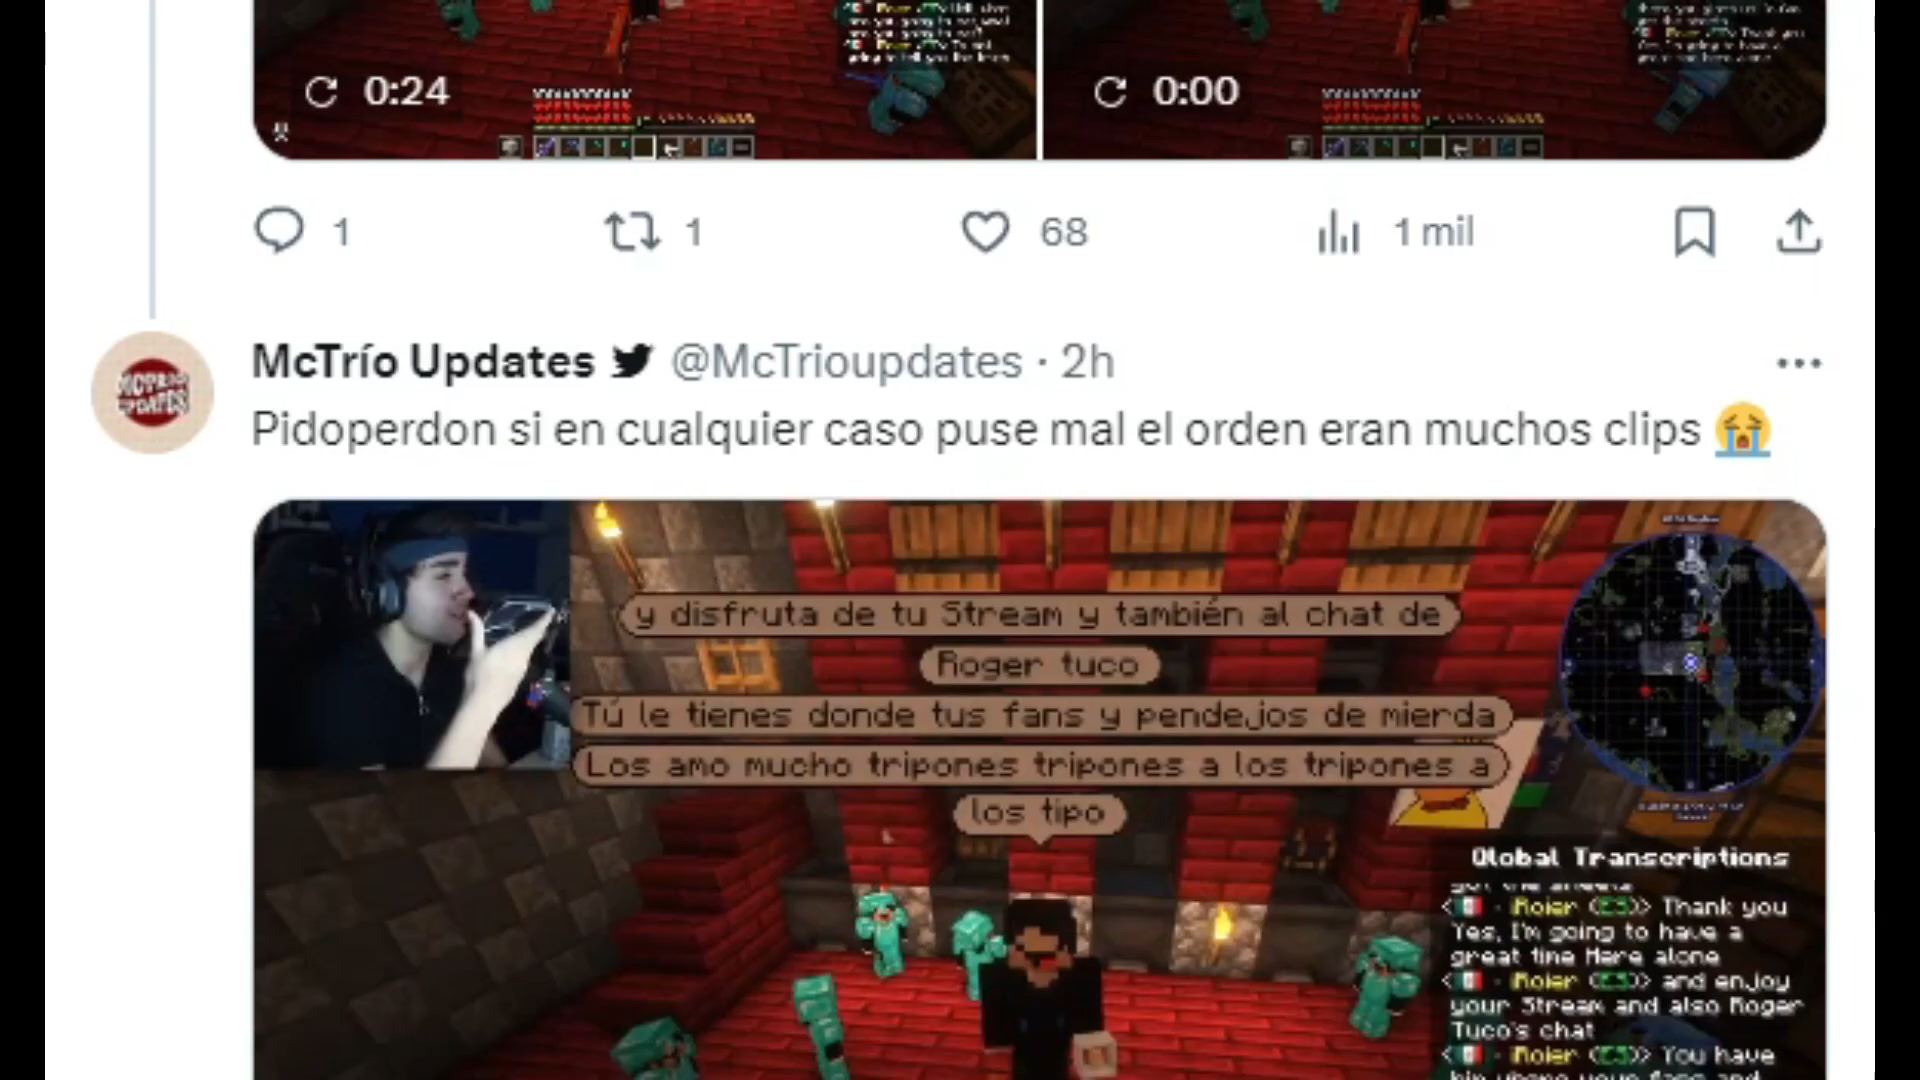 0:24
0:00
1
1
68
1 mil
McTrío Updates @McTrioupdates · 2h
Pidoperdon si en cualquier caso puse mal el orden eran muchos clips
y disfruta de tu Stream y también al chat de
Roger tuco
Tú le tienes donde tus fans y pendejos de mierda
Los amo mucho tripones tripones a los tripones a
los tipo
Global Transcriptions
Roier (ES)> Thank you
Yes, I'm going to have a
great time Here alone
Roier (ES)> and enjoy
your Stream and also Roger
Tuco's chat
Roier (ES)> You have